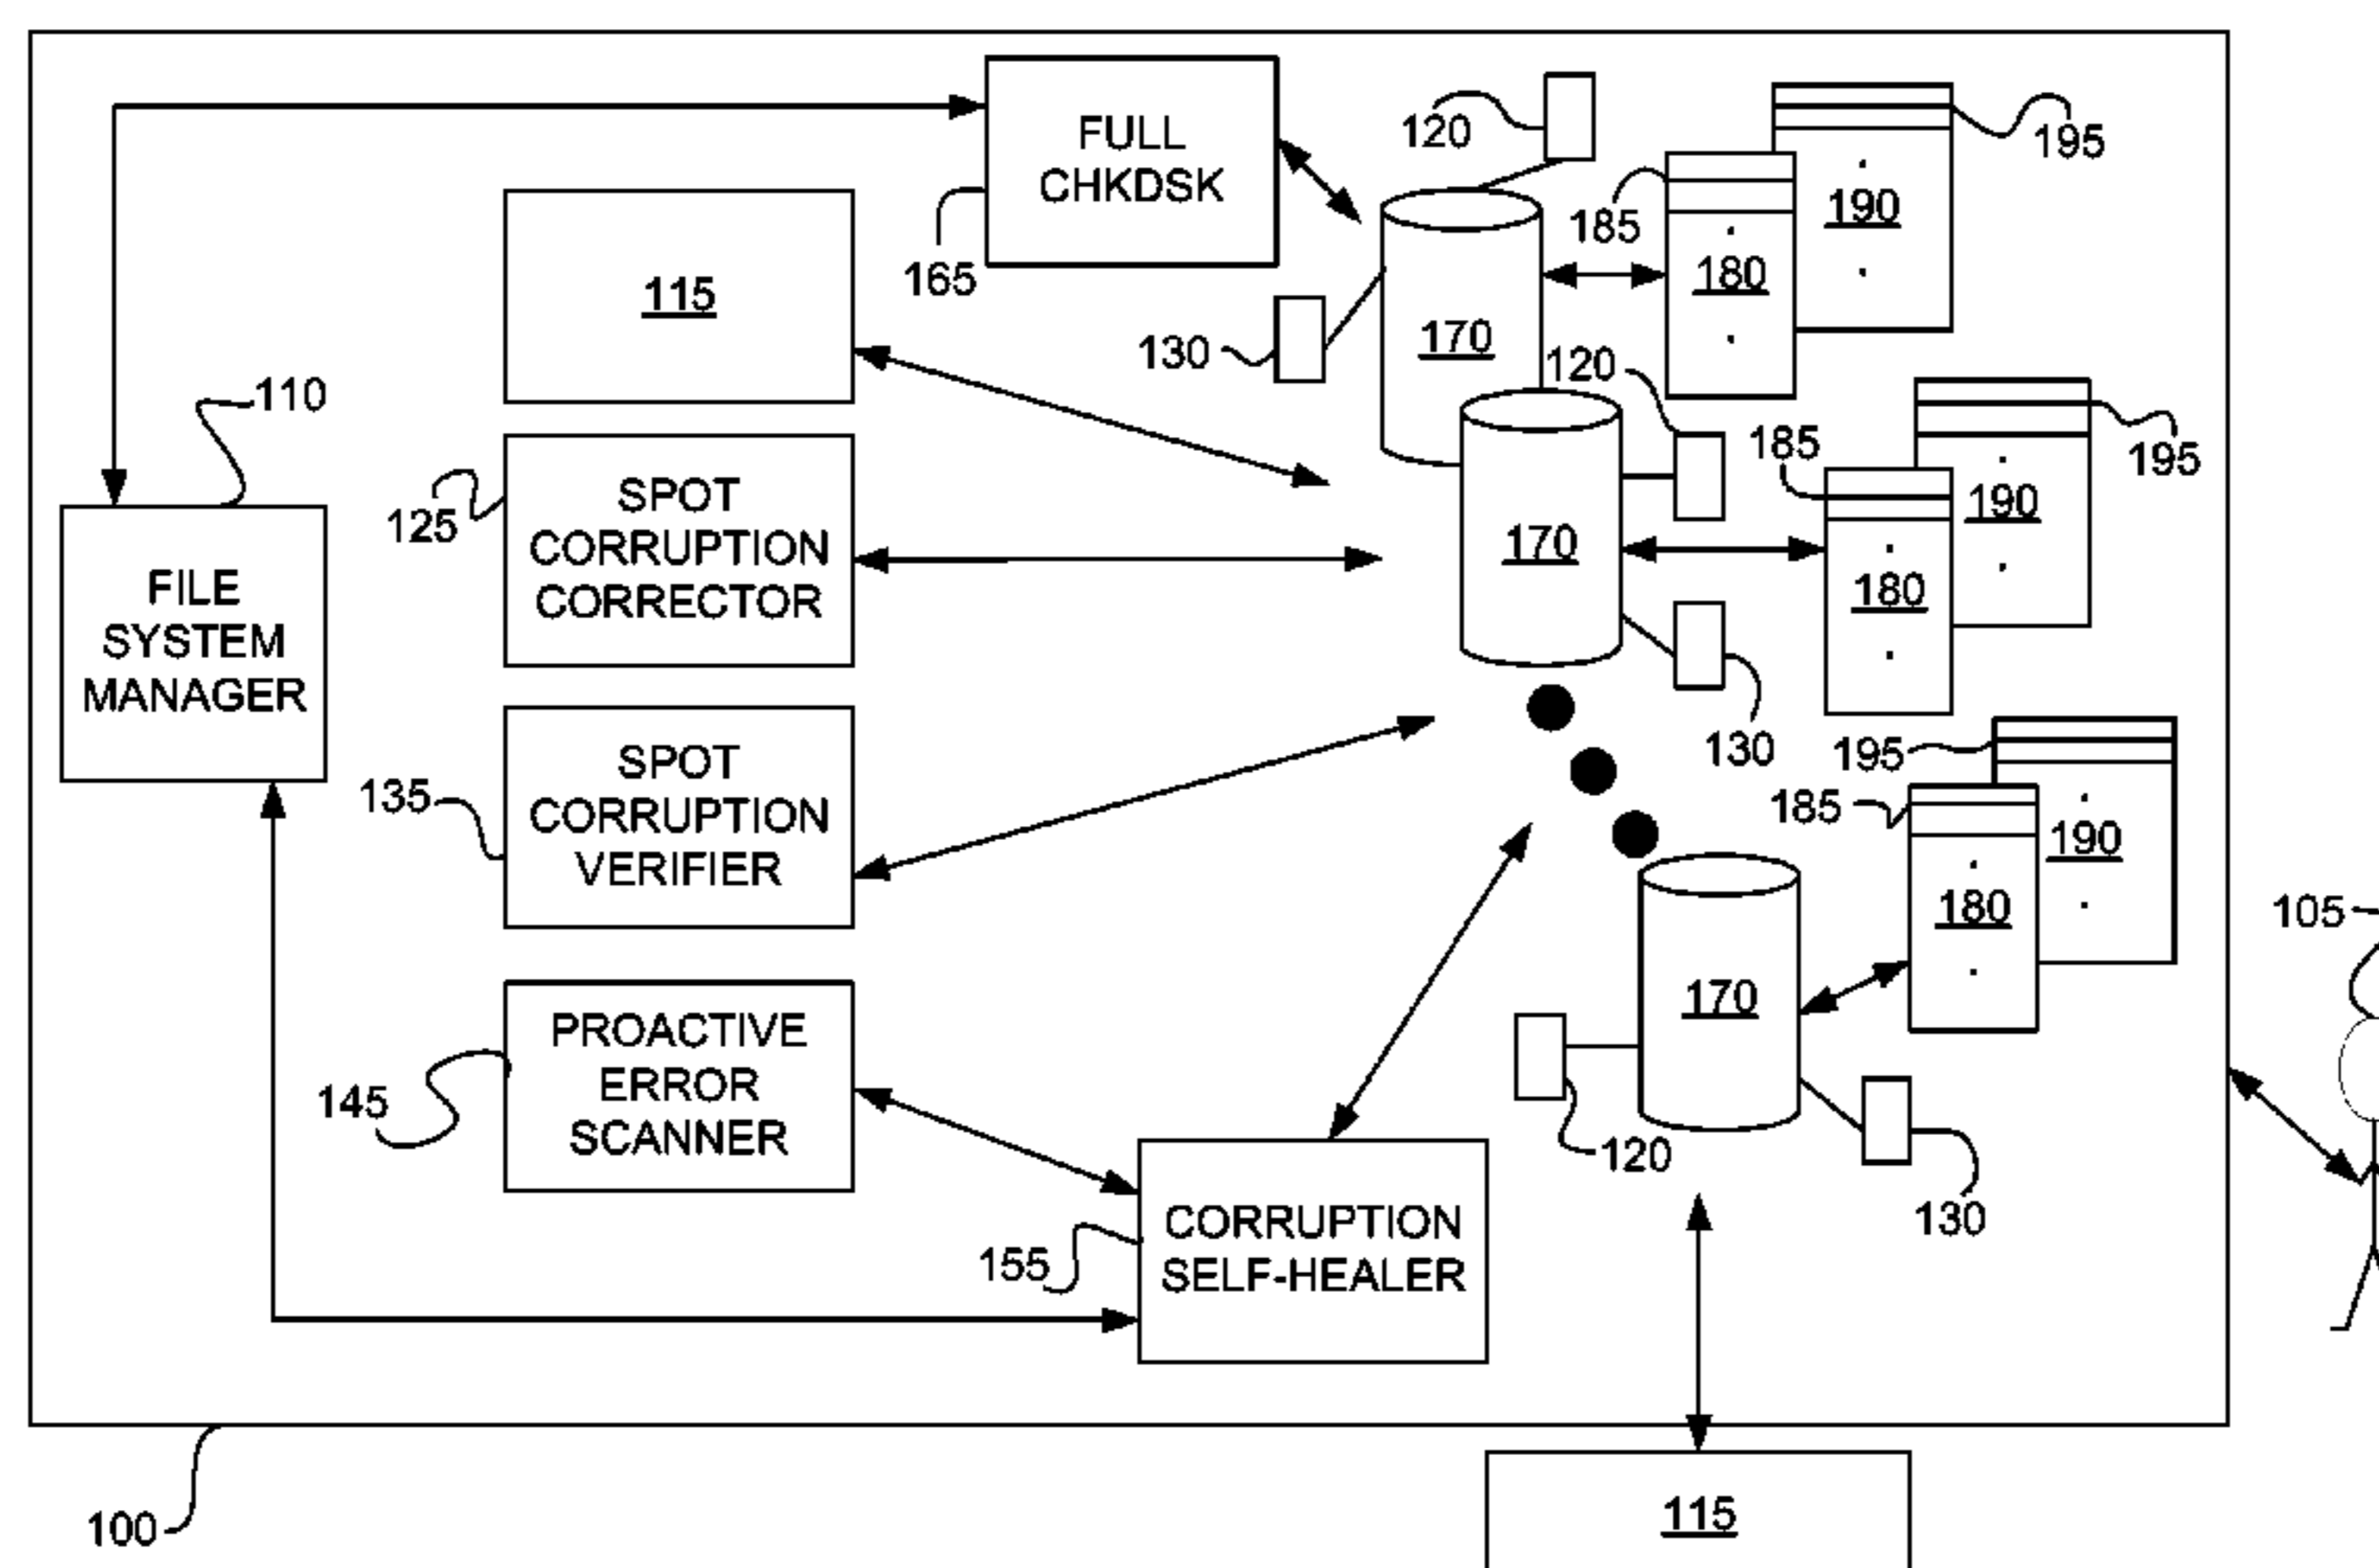 FULL
CHKDSK
165
120
195
190
185
180
170
130
115
110
125
SPOT
CORRUPTION
CORRECTOR
FILE
SYSTEM
MANAGER
120
185
195
190
180
170
130
135
SPOT
CORRUPTION
VERIFIER
195
185
190
180
170
105
145
PROACTIVE
ERROR
SCANNER
120
130
155
CORRUPTION
SELF-HEALER
100
115